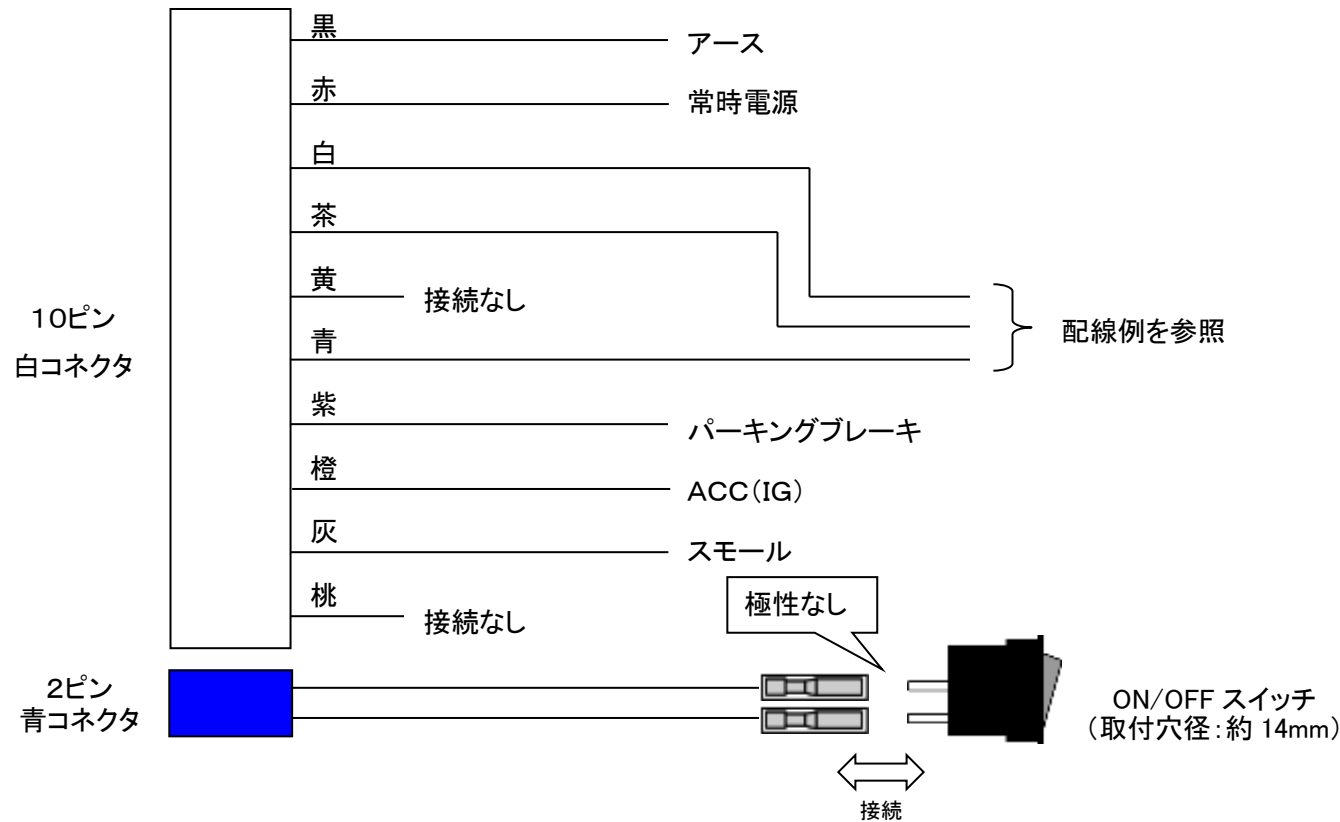 黒
アース
赤
常時電源
白
茶
黄
接続なし
10ピン
白コネクタ
青
配線例を参照
紫
パーキングブレーキ
橙
ACC(IG)
灰
スモール
桃
接続なし
極性なし
2ピン
青コネクタ
ON/OFF スイッチ
(取付穴径:約 14mm)
接続